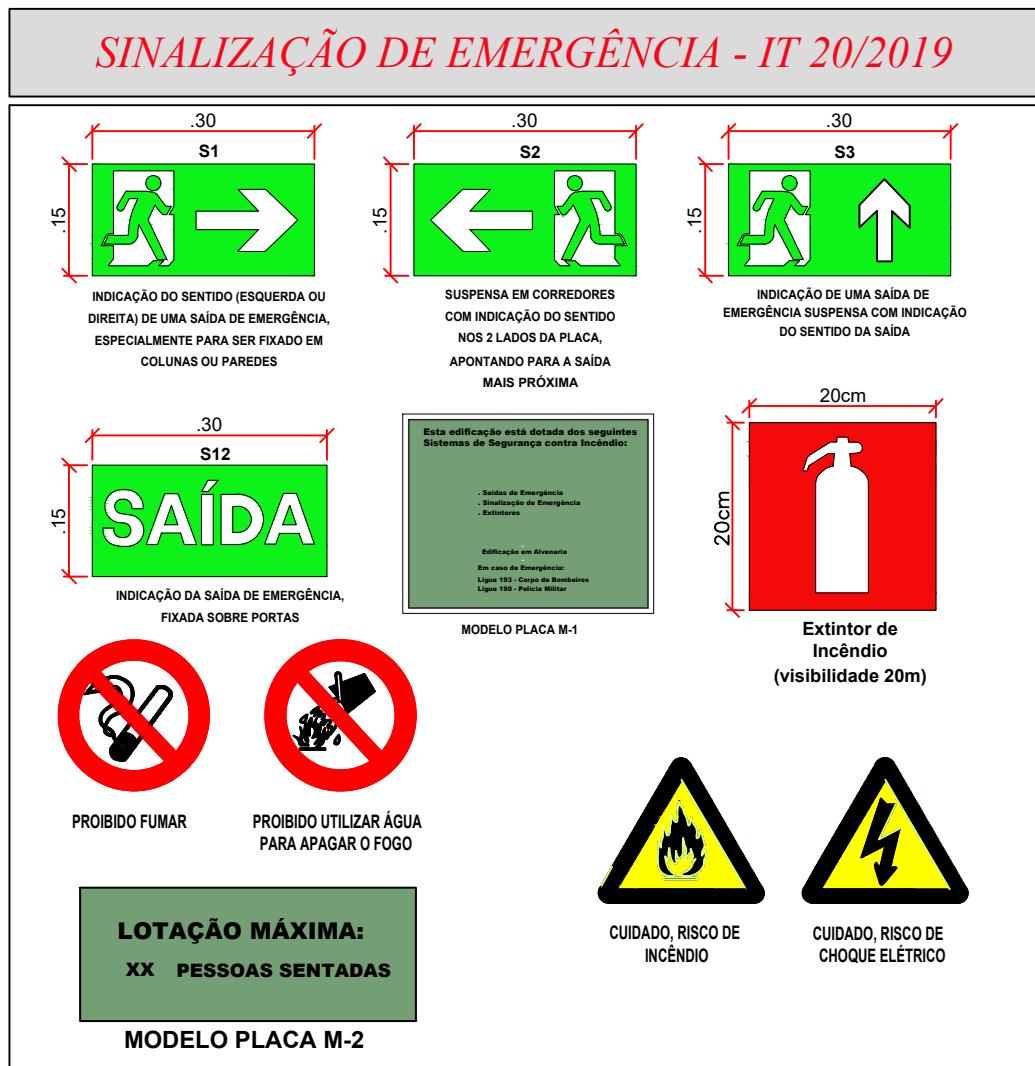 SINALIZAÇÃO DE EMERGÊNCIA - IT 20/2019
.30
S1
.15
INDICAÇÃO DO SENTIDO (ESQUERDA OU
DIREITA) DE UMA SAÍDA DE EMERGÊNCIA,
ESPECIALMENTE PARA SER FIXADO EM
COLUNAS OU PAREDES
.30
S2
.15
SUSPENSA EM CORREDORES
COM INDICAÇÃO DO SENTIDO
NOS 2 LADOS DA PLACA,
APONTANDO PARA A SAÍDA
MAIS PRÓXIMA
.30
S3
.15
INDICAÇÃO DE UMA SAÍDA DE
EMERGÊNCIA SUSPENSA COM INDICAÇÃO
DO SENTIDO DA SAÍDA
.30
S12
.15
SAÍDA
INDICAÇÃO DA SAÍDA DE EMERGÊNCIA,
FIXADA SOBRE PORTAS
Esta edificação está dotada dos seguintes
Sistemas de Segurança contra Incêndio:
. Saídas de Emergência
. Sinalização de Emergência
. Extintores
Edificação em Alvenaria
Em caso de Emergência:
Ligue 193 - Corpo de Bombeiros
Ligue 190 - Polícia Militar
MODELO PLACA M-1
20cm
20cm
Extintor de
Incêndio
(visibilidade 20m)
PROIBIDO FUMAR
PROIBIDO UTILIZAR ÁGUA
PARA APAGAR O FOGO
CUIDADO, RISCO DE
INCÊNDIO
CUIDADO, RISCO DE
CHOQUE ELÉTRICO
LOTAÇÃO MÁXIMA:
XX PESSOAS SENTADAS
MODELO PLACA M-2